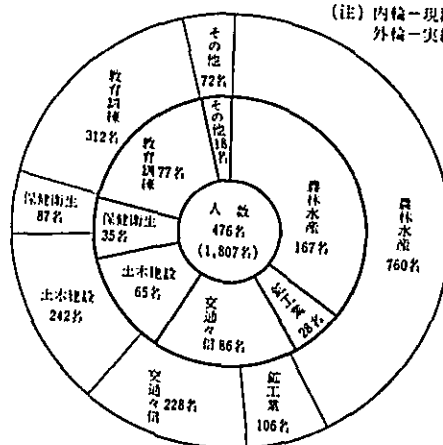 (注) 内輪－現
外輪－実
その他
72名
その他
18名
教育訓練
312名
教育訓練 77名
保健衛生
87名
保健衛生
35名
土木建設
242名
土木建設
65名
人数
476名
(1,807名)
農林水産
167名
農林水産
760名
鉱工業
28名
交通々信 86名
交通々信 228名
鉱工業
106名